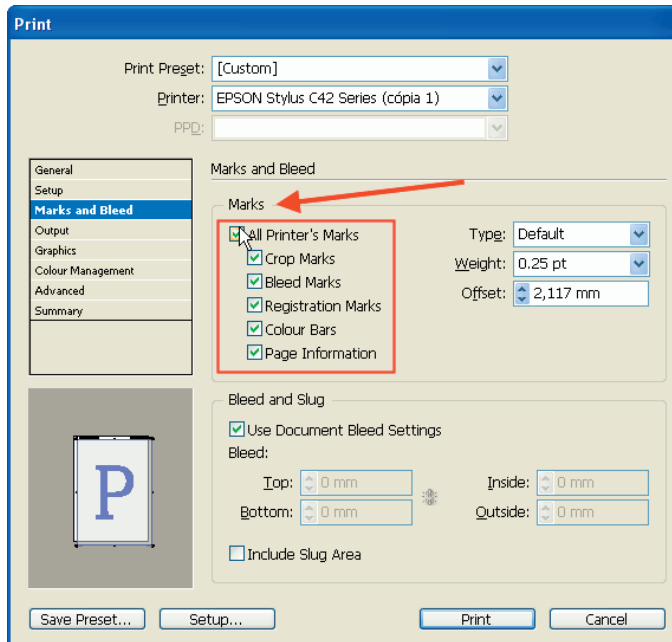 Print
Print Preset: [Custom]
Printer: EPSON Stylus C42 Series (cópia 1)
PPD:
General
Setup
Marks and Bleed
Output
Graphics
Colour Management
Advanced
Summary
Marks and Bleed
Marks
All Printer's Marks
Crop Marks
Bleed Marks
Registration Marks
Colour Bars
Page Information
Type: Default
Weight: 0.25 pt
Offset: 2,117 mm
P
Bleed and Slug
Use Document Bleed Settings
Bleed:
Top: 0 mm Inside: 0 mm
Bottom: 0 mm Outside: 0 mm
Include Slug Area
Save Preset... Setup... Print Cancel